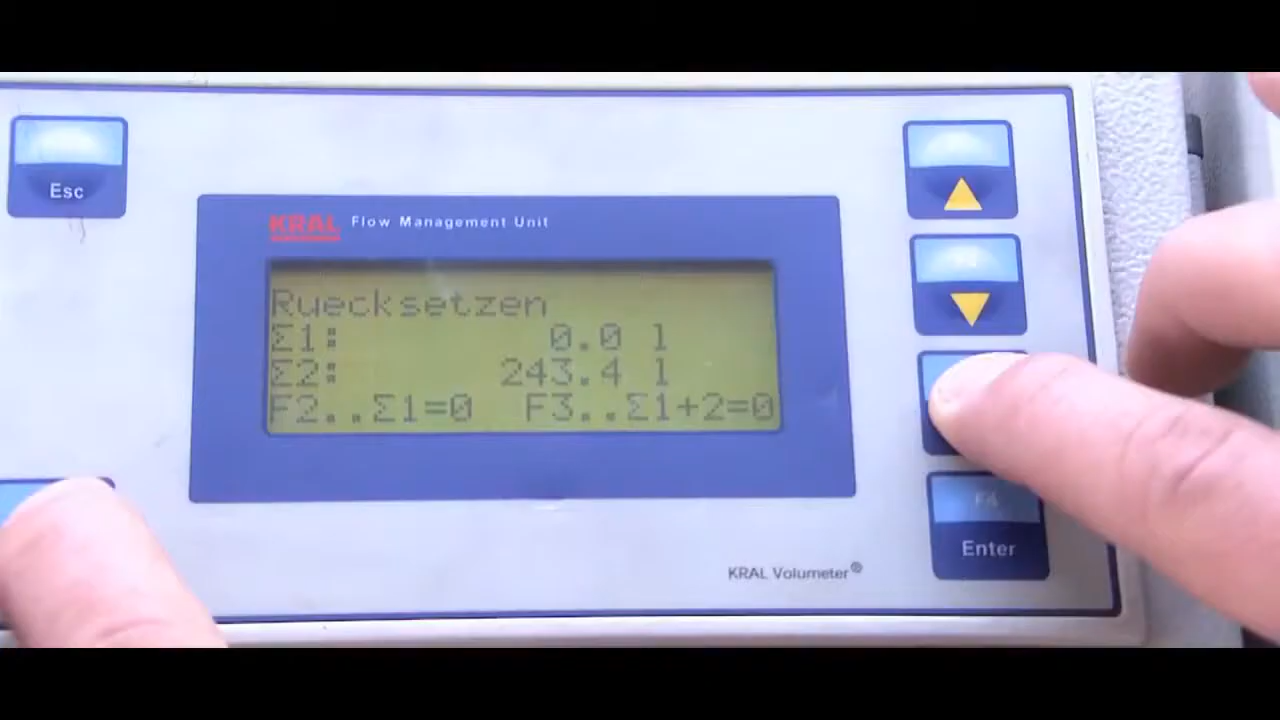 Esc
KRAL Flow Management Unit
Ruecksetzen
Σ1: 0.0 l
Σ2: 243.4 l
F2..Σ1=0 F3..Σ1+2=0
F4
Enter
KRAL Volumeter®